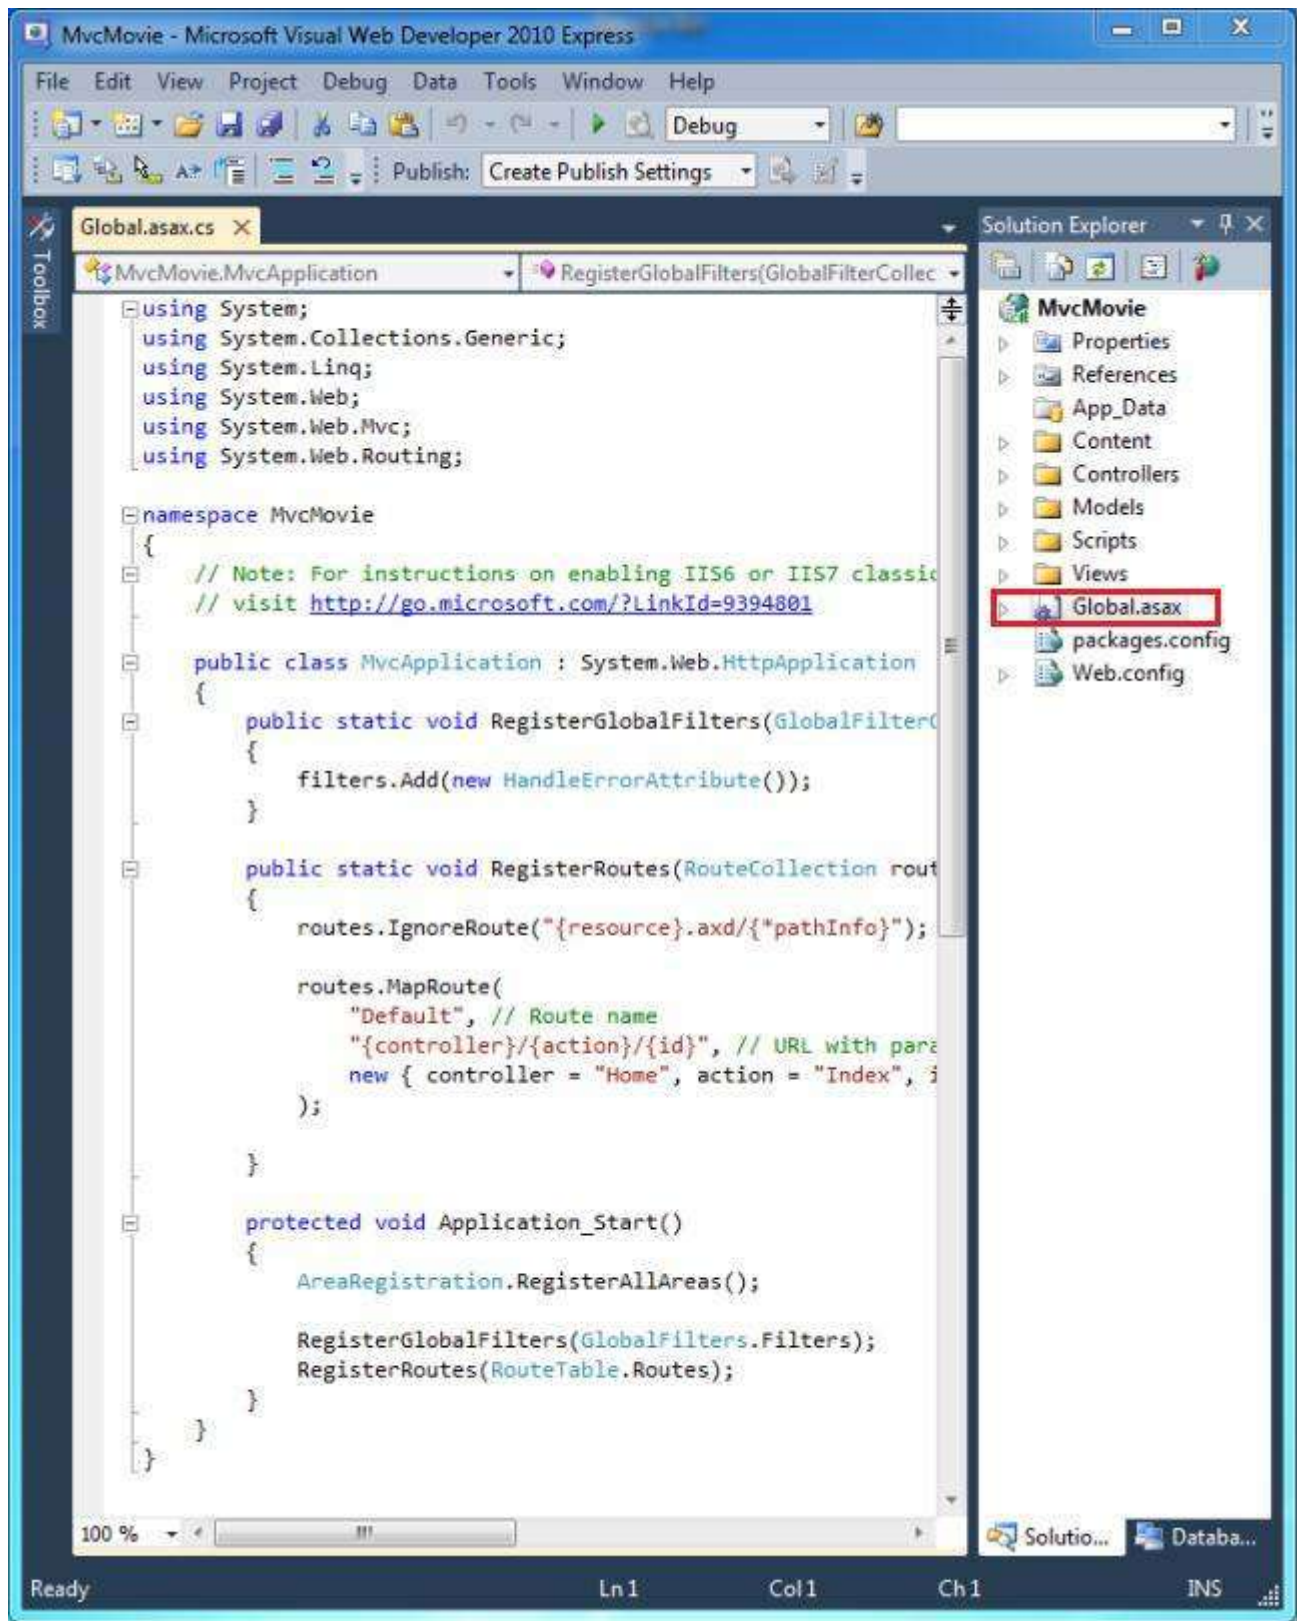 MvcMovie - Microsoft Visual Web Developer 2010 Express
File Edit View Project Debug Data Tools Window Help
Debug
Publish: Create Publish Settings
Toolbox
Global.asax.cs
MvcMovie.MvcApplication RegisterGlobalFilters(GlobalFilterCollec
using System;
using System.Collections.Generic;
using System.Linq;
using System.Web;
using System.Web.Mvc;
using System.Web.Routing;
namespace MvcMovie
{
// Note: For instructions on enabling IIS6 or IIS7 classic
// visit http://go.microsoft.com/?LinkId=9394801
public class MvcApplication : System.Web.HttpApplication
{
public static void RegisterGlobalFilters(GlobalFilterC
{
filters.Add(new HandleErrorAttribute());
}
public static void RegisterRoutes(RouteCollection rout
{
routes.IgnoreRoute("{resource}.axd/{*pathInfo}");
routes.MapRoute(
"Default", // Route name
"{controller}/{action}/{id}", // URL with para
new { controller = "Home", action = "Index", i
);
}
protected void Application_Start()
{
AreaRegistration.RegisterAllAreas();
RegisterGlobalFilters(GlobalFilters.Filters);
RegisterRoutes(RouteTable.Routes);
}
}
}
100 %
Solution Explorer
MvcMovie
Properties
References
App_Data
Content
Controllers
Models
Scripts
Views
Global.asax
packages.config
Web.config
Solutio... Databa...
Ready Ln 1 Col 1 Ch 1 INS